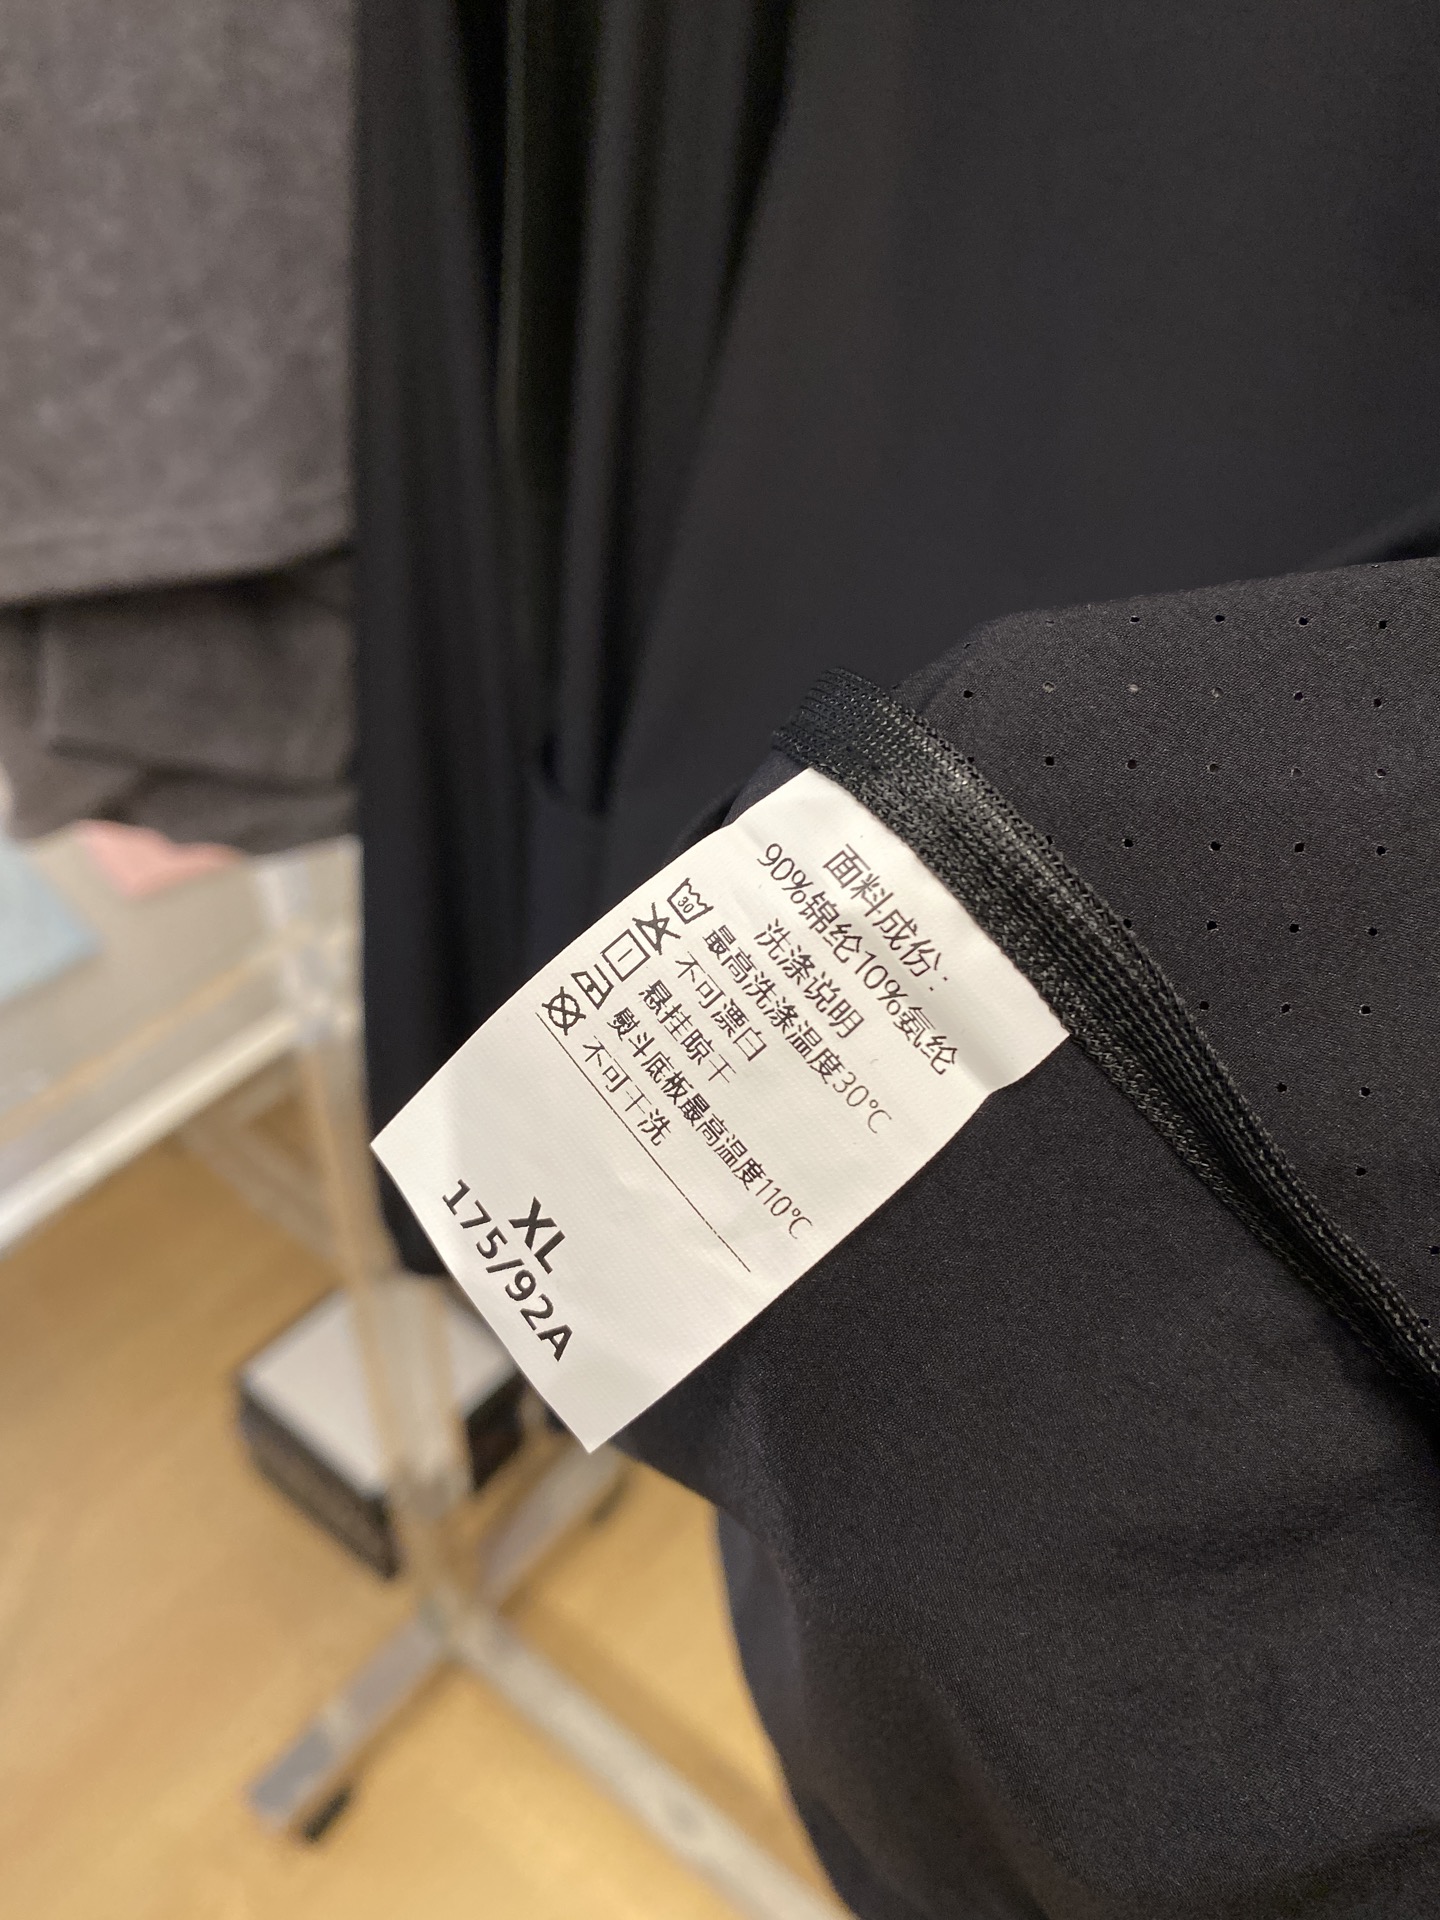 面料成份：
90%锦纶10%氨纶
洗涤说明
30 最高洗涤温度30℃
不可漂白
悬挂晾干
熨斗底板最高温度110℃
不可干洗
XL
175/92A